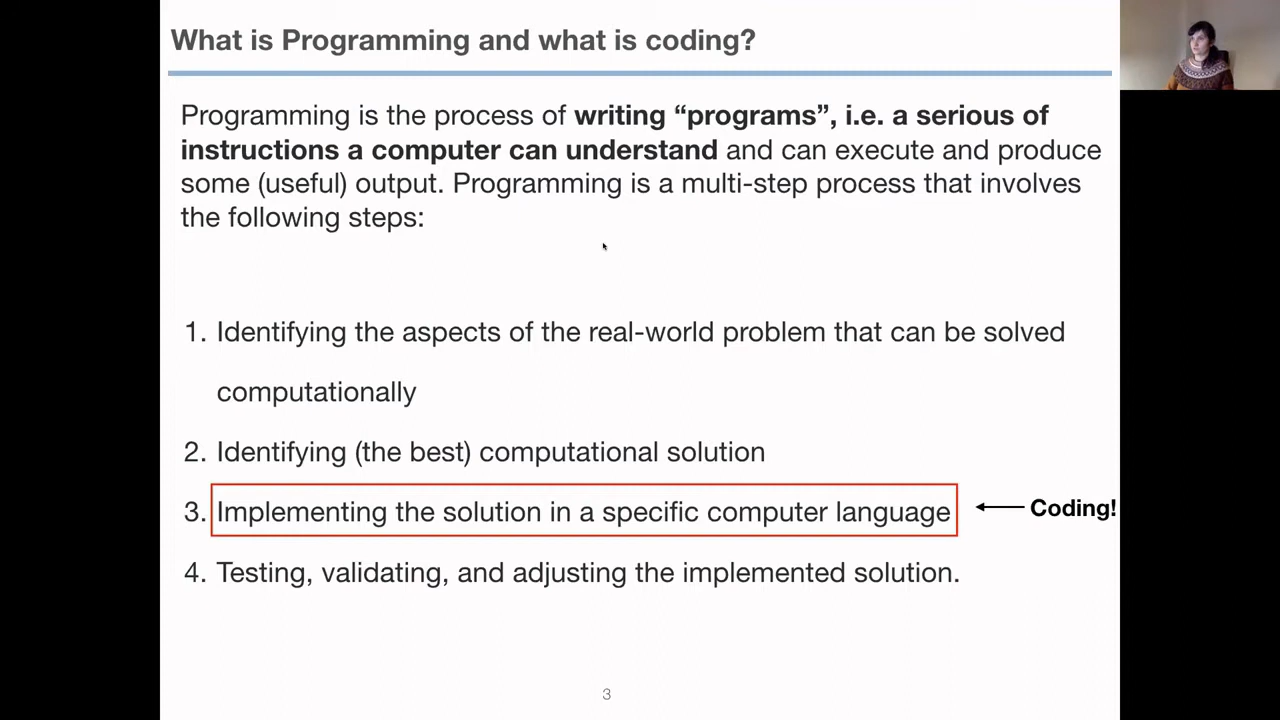 What is Programming and what is coding?
Programming is the process of writing “programs”, i.e. a serious of
instructions a computer can understand and can execute and produce
some (useful) output. Programming is a multi-step process that involves
the following steps:
1. Identifying the aspects of the real-world problem that can be solved
computationally
2. Identifying (the best) computational solution
3. Implementing the solution in a specific computer language
Coding!
4. Testing, validating, and adjusting the implemented solution.
3